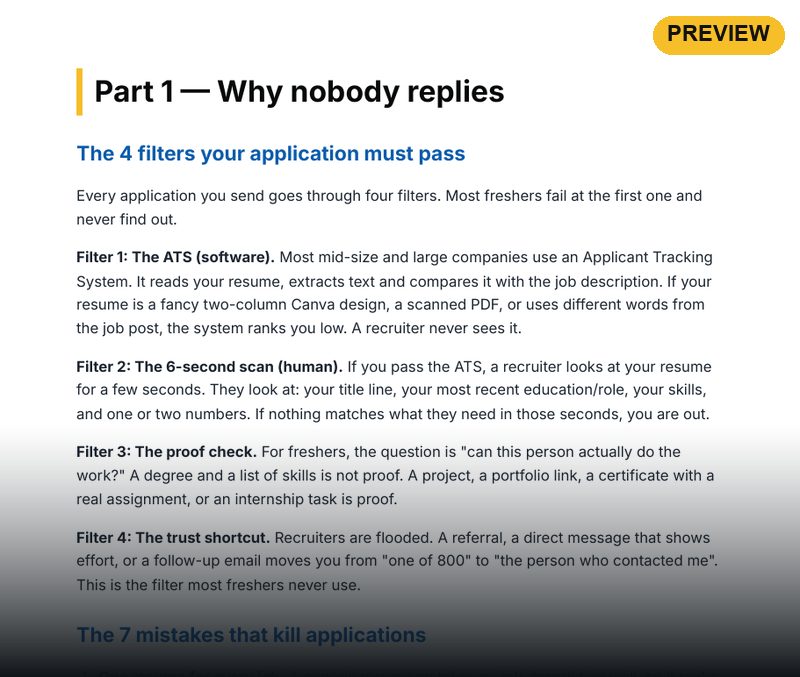 PREVIEW
Part 1 — Why nobody replies
The 4 filters your application must pass
Every application you send goes through four filters. Most freshers fail at the first one and
never find out.
Filter 1: The ATS (software). Most mid-size and large companies use an Applicant Tracking
System. It reads your resume, extracts text and compares it with the job description. If your
resume is a fancy two-column Canva design, a scanned PDF, or uses different words from
the job post, the system ranks you low. A recruiter never sees it.
Filter 2: The 6-second scan (human). If you pass the ATS, a recruiter looks at your resume
for a few seconds. They look at: your title line, your most recent education/role, your skills,
and one or two numbers. If nothing matches what they need in those seconds, you are out.
Filter 3: The proof check. For freshers, the question is "can this person actually do the
work?" A degree and a list of skills is not proof. A project, a portfolio link, a certificate with a
real assignment, or an internship task is proof.
Filter 4: The trust shortcut. Recruiters are flooded. A referral, a direct message that shows
effort, or a follow-up email moves you from "one of 800" to "the person who contacted me".
This is the filter most freshers never use.
The 7 mistakes that kill applications